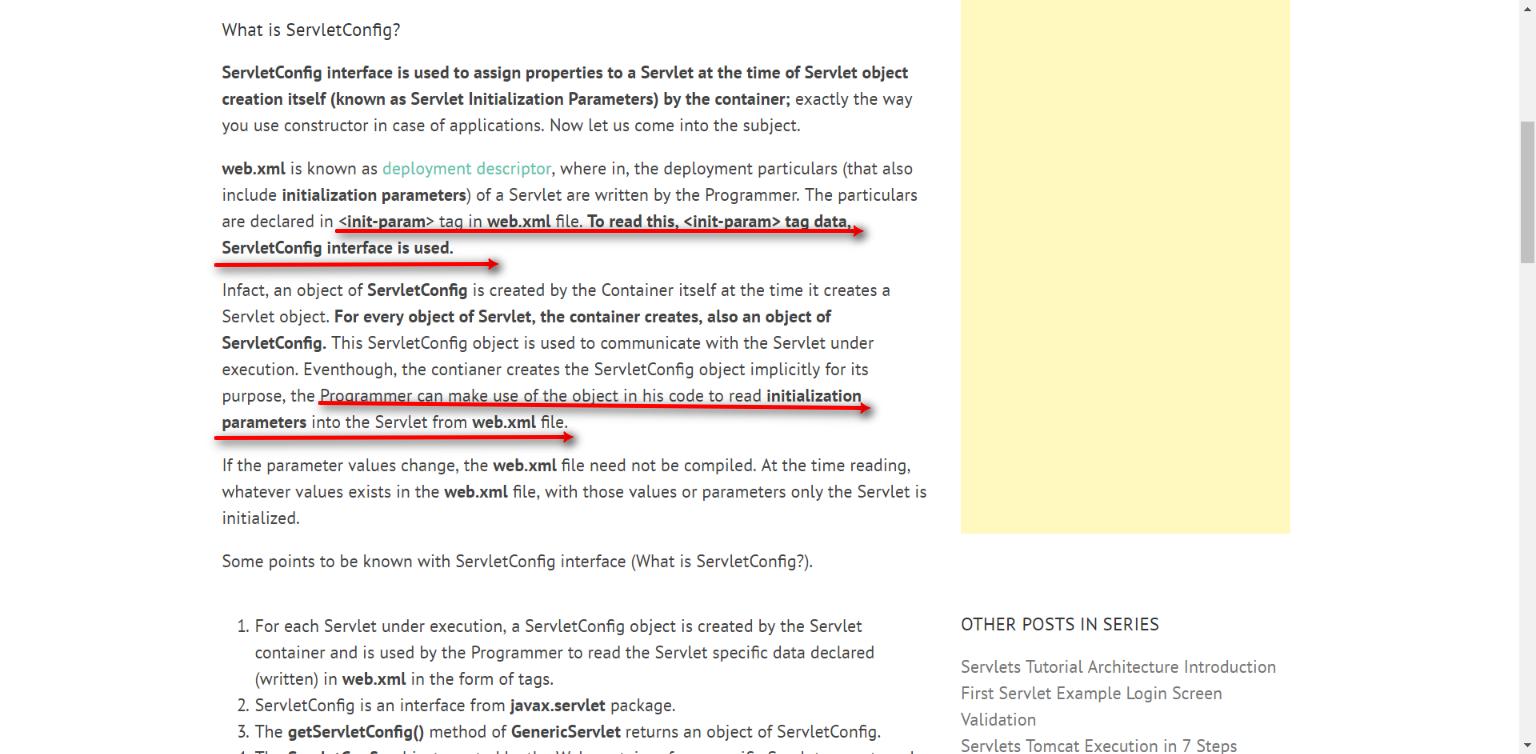 What is ServletConfig?
ServletConfig interface is used to assign properties to a Servlet at the time of Servlet object
creation itself (known as Servlet Initialization Parameters) by the container; exactly the way
you use constructor in case of applications. Now let us come into the subject.
web.xml is known as deployment descriptor, where in, the deployment particulars (that also
include initialization parameters) of a Servlet are written by the Programmer. The particulars
are declared in <init-param> tag in web.xml file. To read this, <init-param> tag data,
ServletConfig interface is used.
Infact, an object of ServletConfig is created by the Container itself at the time it creates a
Servlet object. For every object of Servlet, the container creates, also an object of
ServletConfig. This ServletConfig object is used to communicate with the Servlet under
execution. Eventhough, the contianer creates the ServletConfig object implicitly for its
purpose, the Programmer can make use of the object in his code to read initialization
parameters into the Servlet from web.xml file.
If the parameter values change, the web.xml file need not be compiled. At the time reading,
whatever values exists in the web.xml file, with those values or parameters only the Servlet is
initialized.
Some points to be known with ServletConfig interface (What is ServletConfig?).
1. For each Servlet under execution, a ServletConfig object is created by the Servlet
container and is used by the Programmer to read the Servlet specific data declared
(written) in web.xml in the form of tags.
2. ServletConfig is an interface from javax.servlet package.
3. The getServletConfig() method of GenericServlet returns an object of ServletConfig.
OTHER POSTS IN SERIES
Servlets Tutorial Architecture Introduction
First Servlet Example Login Screen
Validation
Servlets Tomcat Execution in 7 Steps